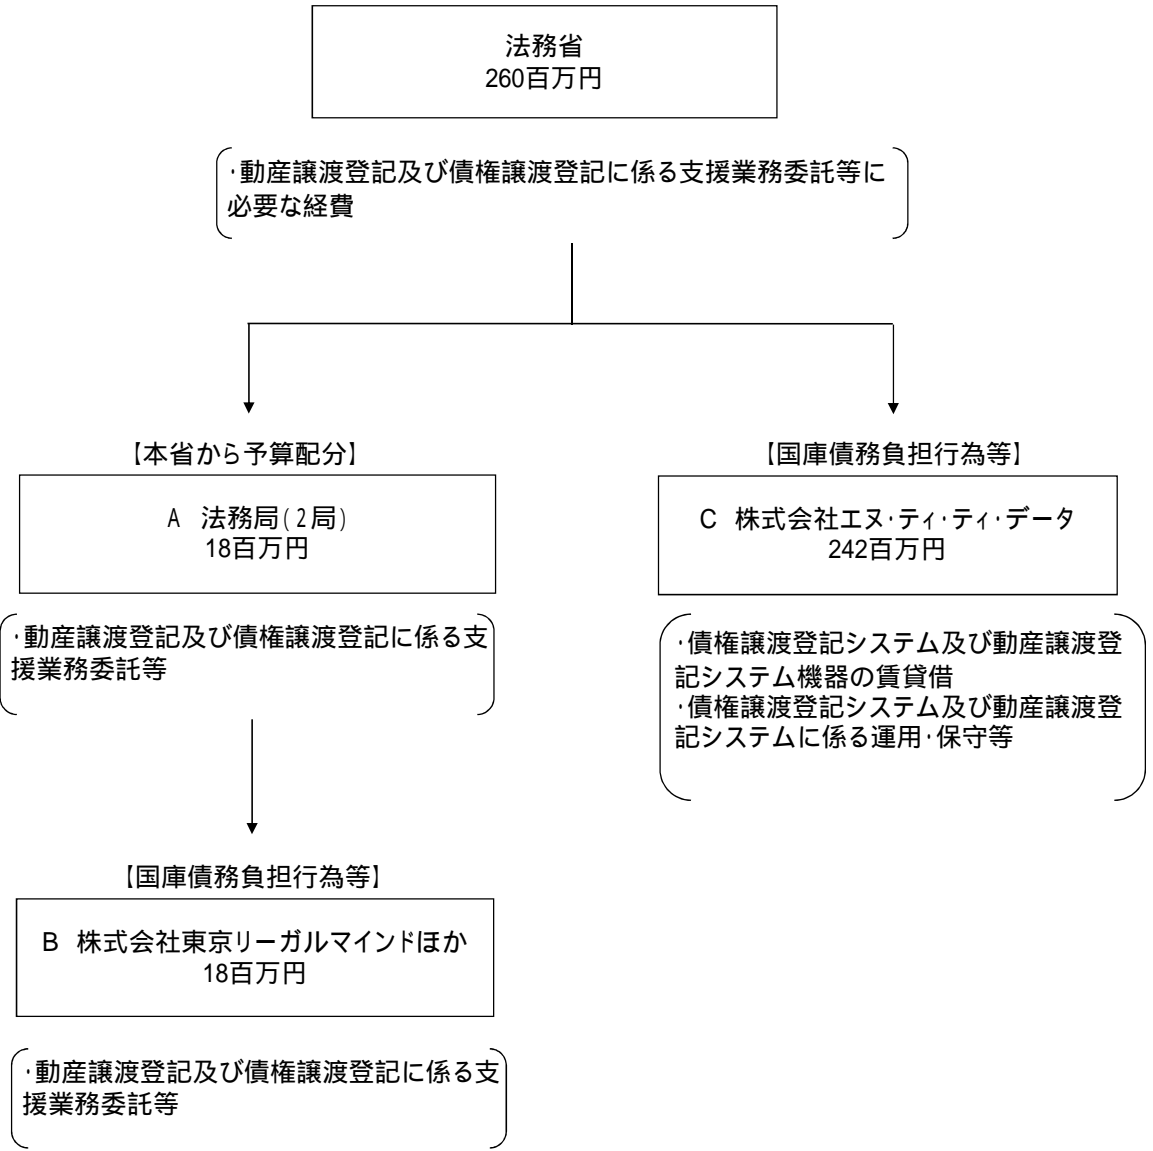 法務省
260百万円
・動産譲渡登記及び債権譲渡登記に係る支援業務委託等に
必要な経費
【本省から予算配分】
A 法務局(2局)
18百万円
・動産譲渡登記及び債権譲渡登記に係る支
援業務委託等
【国庫債務負担行為等】
B 株式会社東京リーガルマインドほか
18百万円
・動産譲渡登記及び債権譲渡登記に係る支
援業務委託等
【国庫債務負担行為等】
C 株式会社エヌ・ティ・ティ・データ
242百万円
・債権譲渡登記システム及び動産譲渡登
記システム機器の賃貸借
・債権譲渡登記システム及び動産譲渡登
記システムに係る運用・保守等